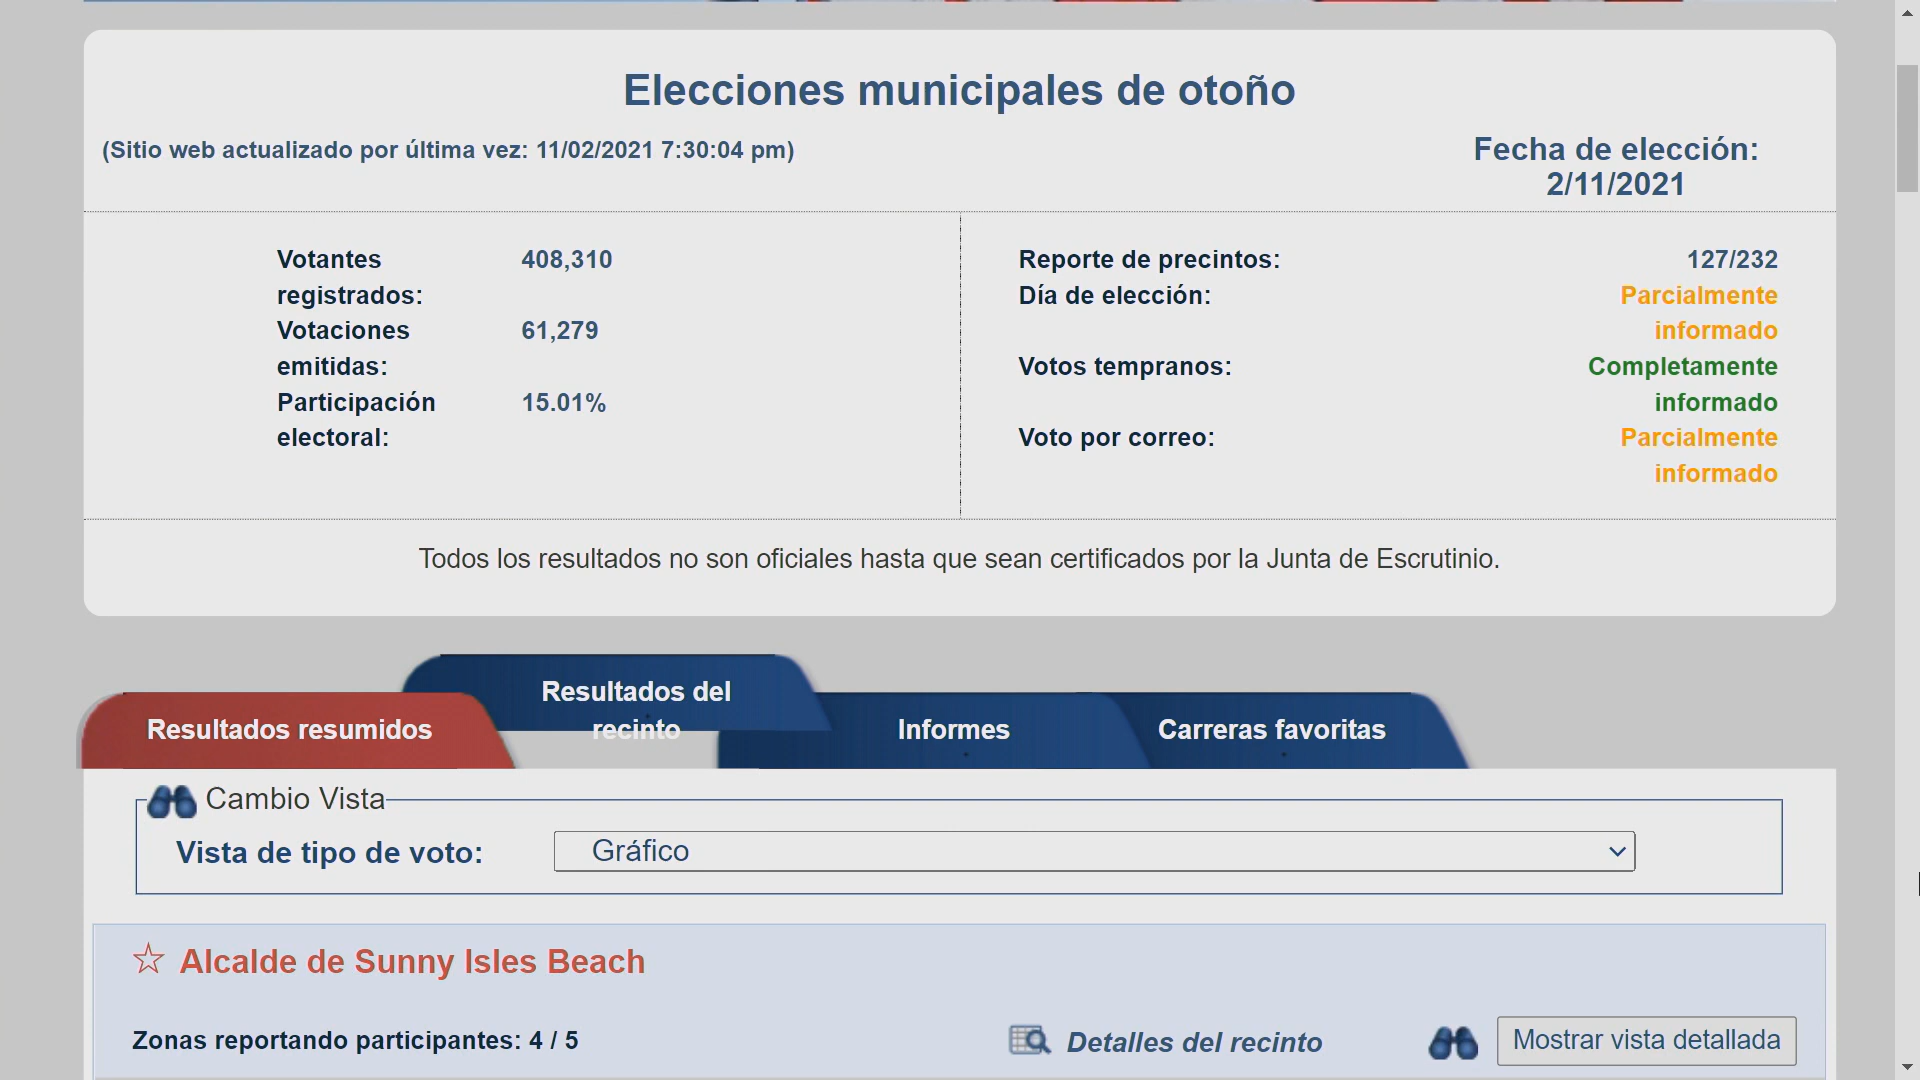 Elecciones municipales de otoño
(Sitio web actualizado por última vez: 11/02/2021 7:30:04 pm)
Fecha de elección:
2/11/2021
Votantes 408,310
registrados:
Votaciones 61,279
emitidas:
Participación 15.01%
electoral:
Reporte de precintos: 127/232
Día de elección: Parcialmente
informado
Votos tempranos: Completamente
informado
Voto por correo: Parcialmente
informado
Todos los resultados no son oficiales hasta que sean certificados por la Junta de Escrutinio.
Resultados resumidos
Resultados del
recinto
Informes
Carreras favoritas
Cambio Vista
Vista de tipo de voto: Gráfico
Alcalde de Sunny Isles Beach
Zonas reportando participantes: 4 / 5
Detalles del recinto
Mostrar vista detallada